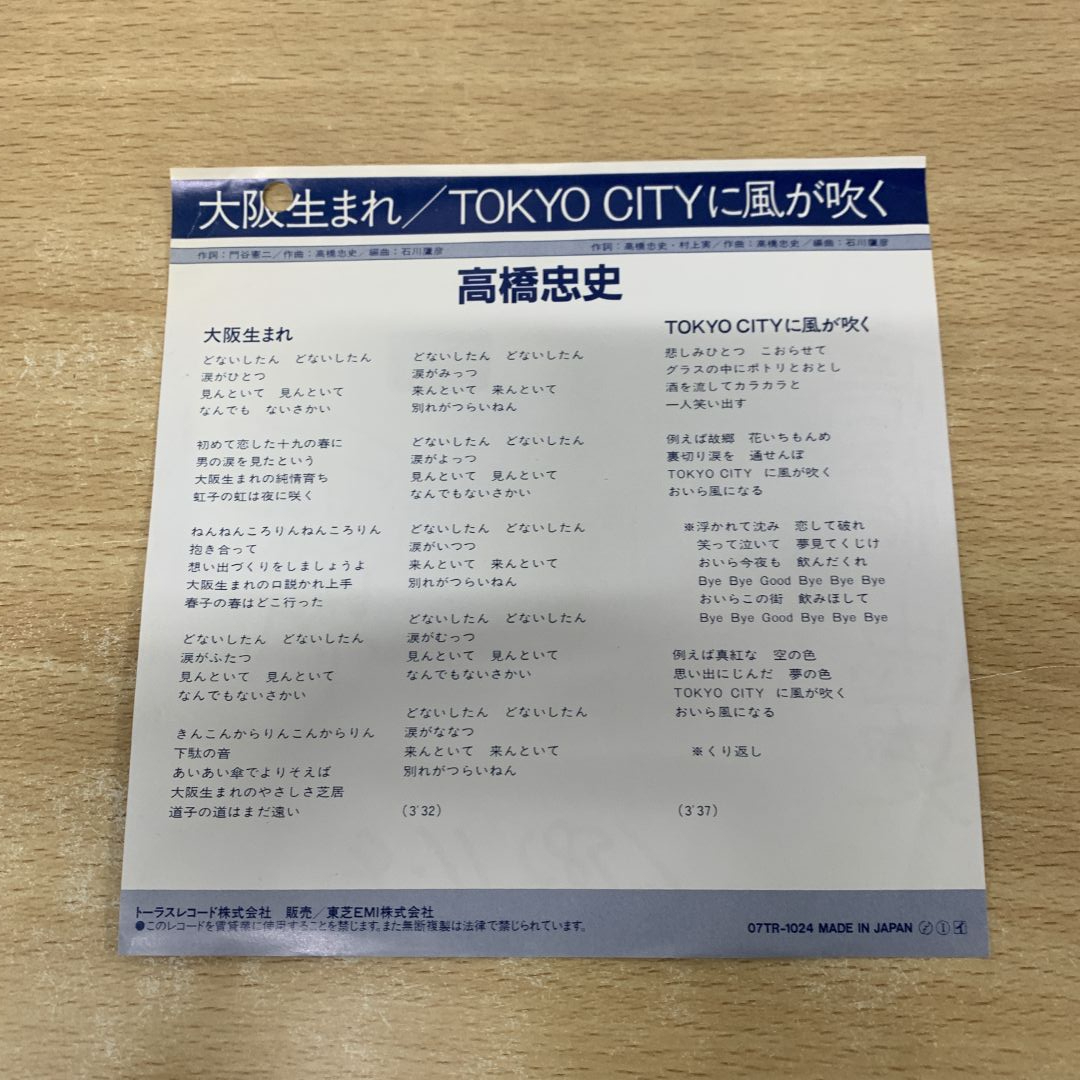 大阪生まれ/TOKYO CITYに風が吹く
作詞:門谷憲二/作曲:高橋忠史/編曲:石川鷹彦
作詞:高橋忠史・村上実/作曲:高橋忠史/編曲:石川鷹彦
高橋忠史
大阪生まれ
どないしたん どないしたん
涙がひとつ
見んといて 見んといて
なんでも ないさかい
初めて恋した十九の春に
男の涙を見たという
大阪生まれの純情育ち
虹子の虹は夜に咲く
ねんねんころりんねんころりん
抱き合って
想い出づくりをしましょうよ
大阪生まれの口説かれ上手
春子の春はどこ行った
どないしたん どないしたん
涙がふたつ
見んといて 見んといて
なんでもないさかい
きんこんからりんこんからりん
下駄の音
あいあい傘でよりそえば
大阪生まれのやさしさ芝居
道子の道はまだ遠い
どないしたん どないしたん
涙がみっつ
来んといて 来んといて
別れがつらいねん
どないしたん どないしたん
涙がよっつ
見んといて 見んといて
なんでもないさかい
どないしたん どないしたん
涙がいつつ
来んといて 来んといて
別れがつらいねん
どないしたん どないしたん
涙がむっつ
見んといて 見んといて
なんでもないさかい
どないしたん どないしたん
涙がななつ
来んといて 来んといて
別れがつらいねん
(3'32)
TOKYO CITYに風が吹く
悲しみひとつ こおらせて
グラスの中にポトリとおとし
酒を流してカラカラと
一人笑い出す
例えば故郷 花いちもんめ
裏切り涙を 通せんぼ
TOKYO CITY に風が吹く
おいら風になる
※浮かれて沈み 恋して破れ
笑って泣いて 夢見てくじけ
おいら今夜も 飲んだくれ
Bye Bye Good Bye Bye Bye
おいらこの街 飲みほして
Bye Bye Good Bye Bye Bye
例えば真紅な 空の色
思い出にじんだ 夢の色
TOKYO CITY に風が吹く
おいら風になる
※くり返し
(3'37)
トーラスレコード株式会社 販売/東芝EMI株式会社
●このレコードを賃貸業に使用することを禁じます。また無断複製は法律で禁じられています。
07TR-1024 MADE IN JAPAN